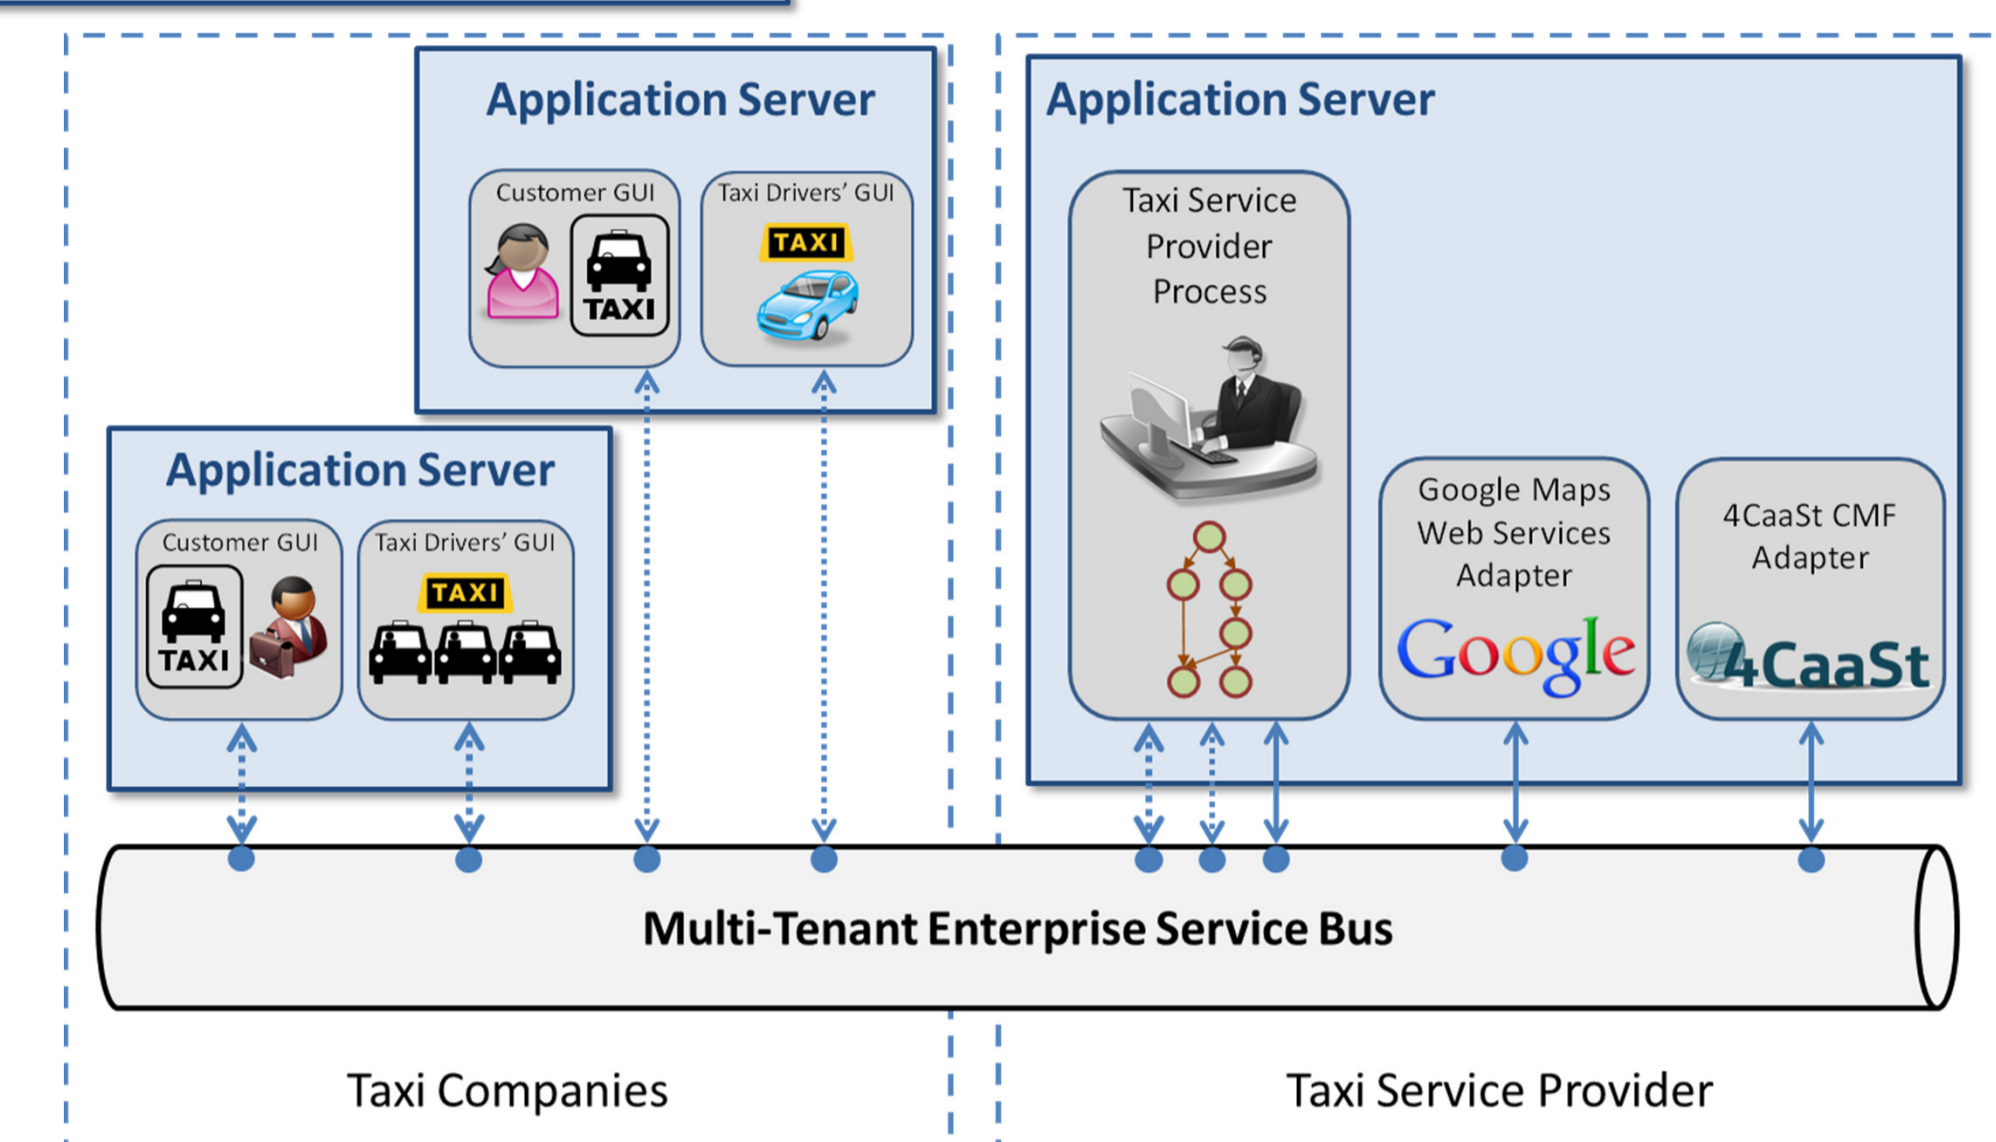 Application Server
Customer GUI
TAXI
Taxi Drivers' GUI
TAXI
Application Server
Customer GUI
TAXI
Taxi Drivers' GUI
TAXI
Application Server
Taxi Service
Provider
Process
Google Maps
Web Services
Adapter
Google
4CaaSt CMF
Adapter
4CaaSt
Multi-Tenant Enterprise Service Bus
Taxi Companies
Taxi Service Provider